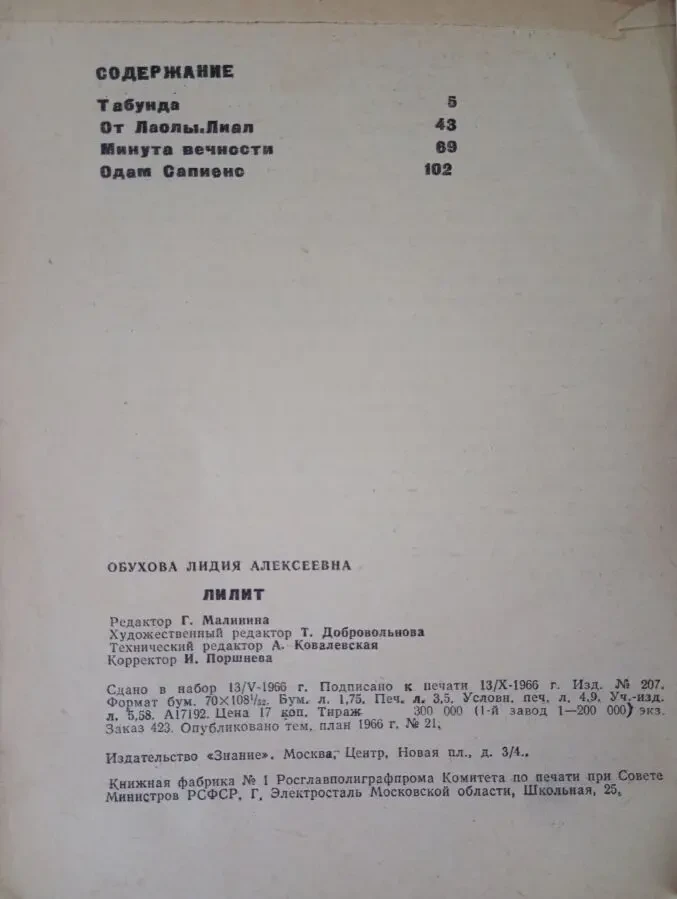 СОДЕРЖАНИЕ
Табунда 5
От Лаолы.Лиал 43
Минута вечности 69
Одам Сапиенс 102
ОБУХОВА ЛИДИЯ АЛЕКСЕЕВНА
ЛИЛИТ
Редактор Г. Малинина
Художественный редактор Т. Добровольнова
Технический редактор А. Ковалевская
Корректор И. Поршнева
Сдано в набор 13/V-1966 г. Подписано к печати 13/X-1966 г. Изд. № 207.
Формат бум. 70×108 1/32. Бум. л. 1,75. Печ. л. 3,5. Условн. печ. л. 4,9. Уч.-изд.
л. 5,58. А17192. Цена 17 коп. Тираж 300 000 (1-й завод 1—200 000) экз.
Заказ 423. Опубликовано тем. план 1966 г. № 21.
Издательство «Знание». Москва, Центр, Новая пл., д. 3/4..
Книжная фабрика № 1 Росглавполиграфпрома Комитета по печати при Совете
Министров РСФСР, Г. Электросталь Московской области, Школьная, 25.